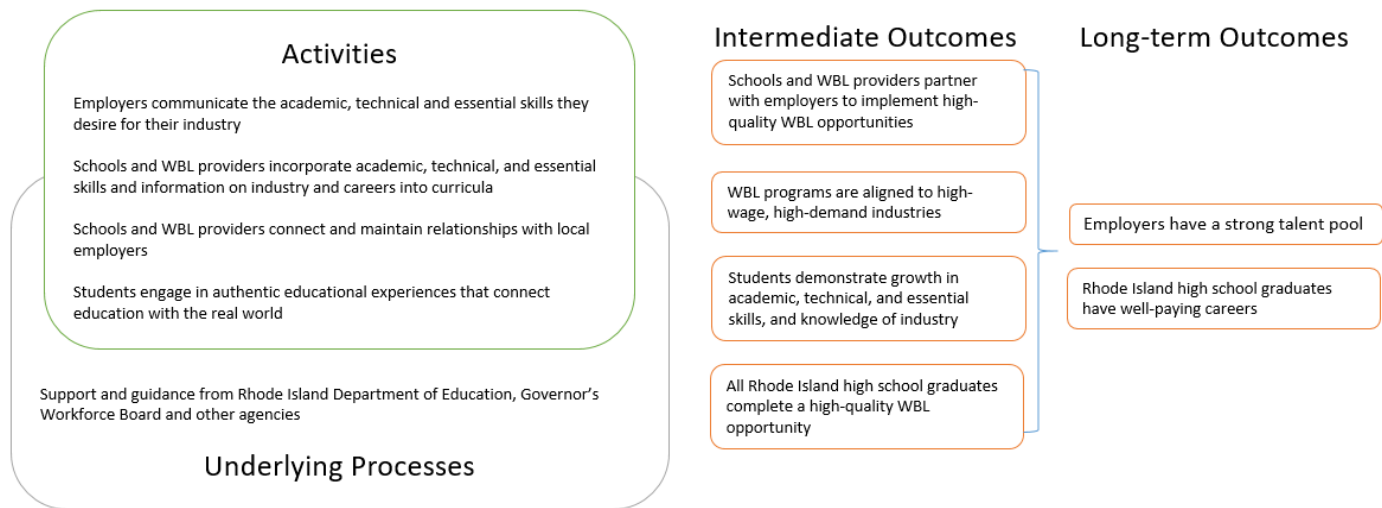 Activities
Employers communicate the academic, technical and essential skills they
desire for their industry
Schools and WBL providers incorporate academic, technical, and essential
skills and information on industry and careers into curricula
Schools and WBL providers connect and maintain relationships with local
employers
Students engage in authentic educational experiences that connect
education with the real world
Support and guidance from Rhode Island Department of Education, Governor’s
Workforce Board and other agencies
Underlying Processes
Intermediate Outcomes
Schools and WBL providers partner
with employers to implement high-
quality WBL opportunities
WBL programs are aligned to high-
wage, high-demand industries
Students demonstrate growth in
academic, technical, and essential
skills, and knowledge of industry
All Rhode Island high school graduates
complete a high-quality WBL
opportunity
Long-term Outcomes
Employers have a strong talent pool
Rhode Island high school graduates
have well-paying careers